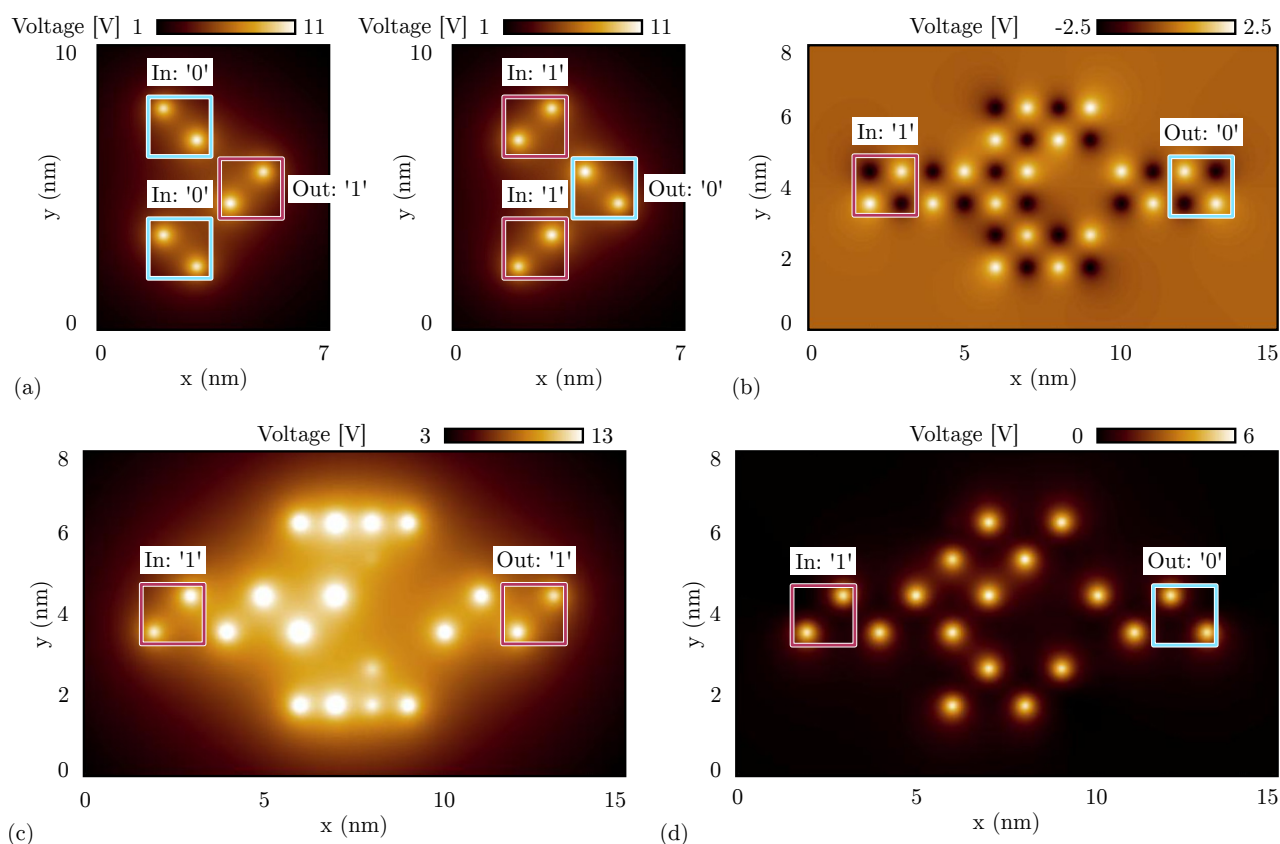 Voltage [V] 1 11
10
In: '0'
In: '0'
Out: '1'
y (nm)
0
0 7
x (nm)
(a)
Voltage [V] 1 11
In: '1'
In: '1'
Out: '0'
0 7
x (nm)
Voltage [V] -2.5 2.5
8
6
4
2
0
y (nm)
In: '1'
Out: '0'
0 5 10 15
x (nm)
(b)
Voltage [V] 3 13
8
6
4
2
0
y (nm)
In: '1'
Out: '1'
0 5 10 15
x (nm)
(c)
Voltage [V] 0 6
8
6
4
2
0
y (nm)
In: '1'
Out: '0'
0 5 10 15
x (nm)
(d)